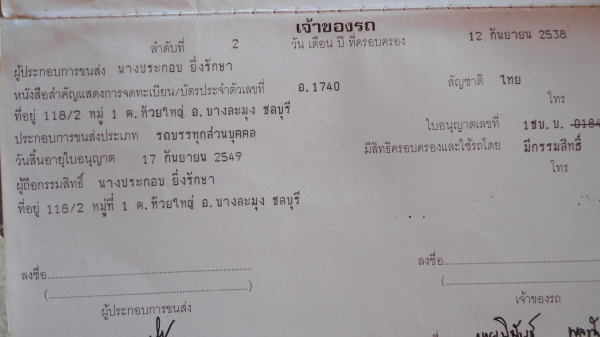 เจ้าของรถ
ลำดับที่ 2 วัน เดือน ปี ที่ครอบครอง 12 กันยายน 2538
ผู้ประกอบการขนส่ง นางประกอบ ยิ่งรักษา
หนังสือสำคัญแสดงการจดทะเบียน/บัตรประจำตัวเลขที่ อ.1740 สัญชาติ ไทย
ที่อยู่ 118/2 หมู่ 1 ต.ห้วยใหญ่ อ.บางละมุง ชลบุรี โทร
ประกอบการขนส่งประเภท รถบรรทุกส่วนบุคคล ใบอนุญาตเลขที่ 1ชบ.บ. 0184
วันสิ้นอายุใบอนุญาต 17 กันยายน 2549 มีสิทธิครอบครองและใช้รถโดย มีกรรมสิทธิ์
ผู้ถือกรรมสิทธิ์ นางประกอบ ยิ่งรักษา โทร
ที่อยู่ 118/2 หมู่ที่ 1 ต.ห้วยใหญ่ อ.บางละมุง ชลบุรี
ลงชื่อ ลงชื่อ
(
ผู้ประกอบการขนส่ง เจ้าของรถ